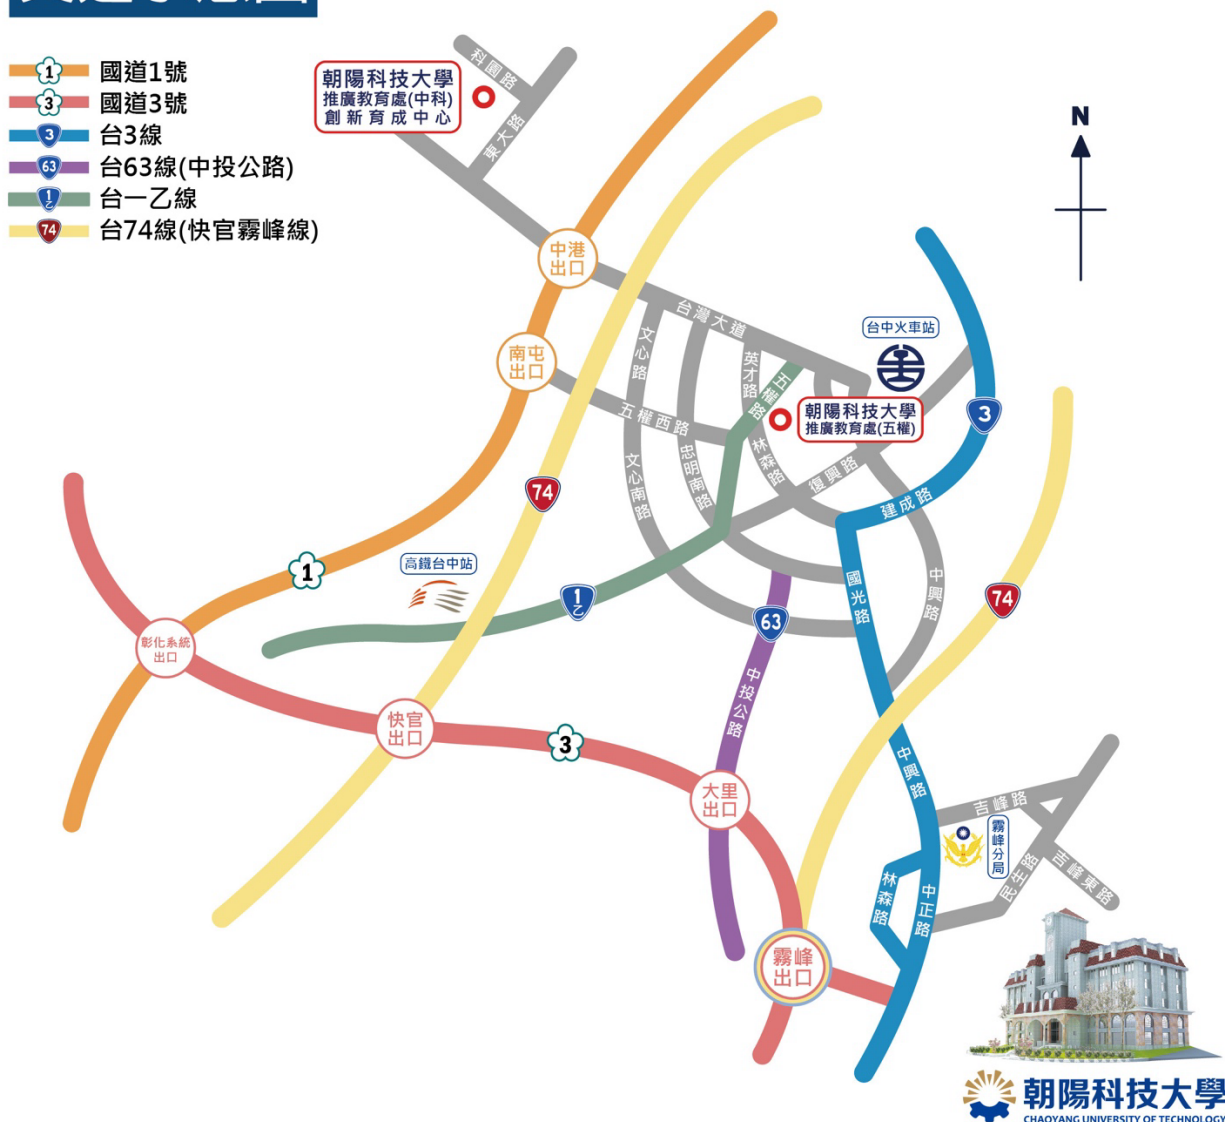 1
國道1號
3
國道3號
3
台3線
63
台63線(中投公路)
1
乙
台一乙線
74
台74線(快官霧峰線)
科園路
朝陽科技大學
推廣教育處(中科)
創新育成中心
東大路
N
中港
出口
台灣大道
台中火車站
文心路
英才路
五權路
南屯
出口
五權西路
朝陽科技大學
推廣教育處(五權)
3
林森路
忠明南路
文心南路
復興路
74
建成路
1
高鐵台中站
1
乙
國光路
中興路
74
63
彰化系統
出口
中投公路
快官
出口
3
中興路
大里
出口
吉峰路
霧峰分局
民生路
吉峰東路
林森路
中正路
霧峰
出口
朝陽科技大學
CHAOYANG UNIVERSITY OF TECHNOLOGY